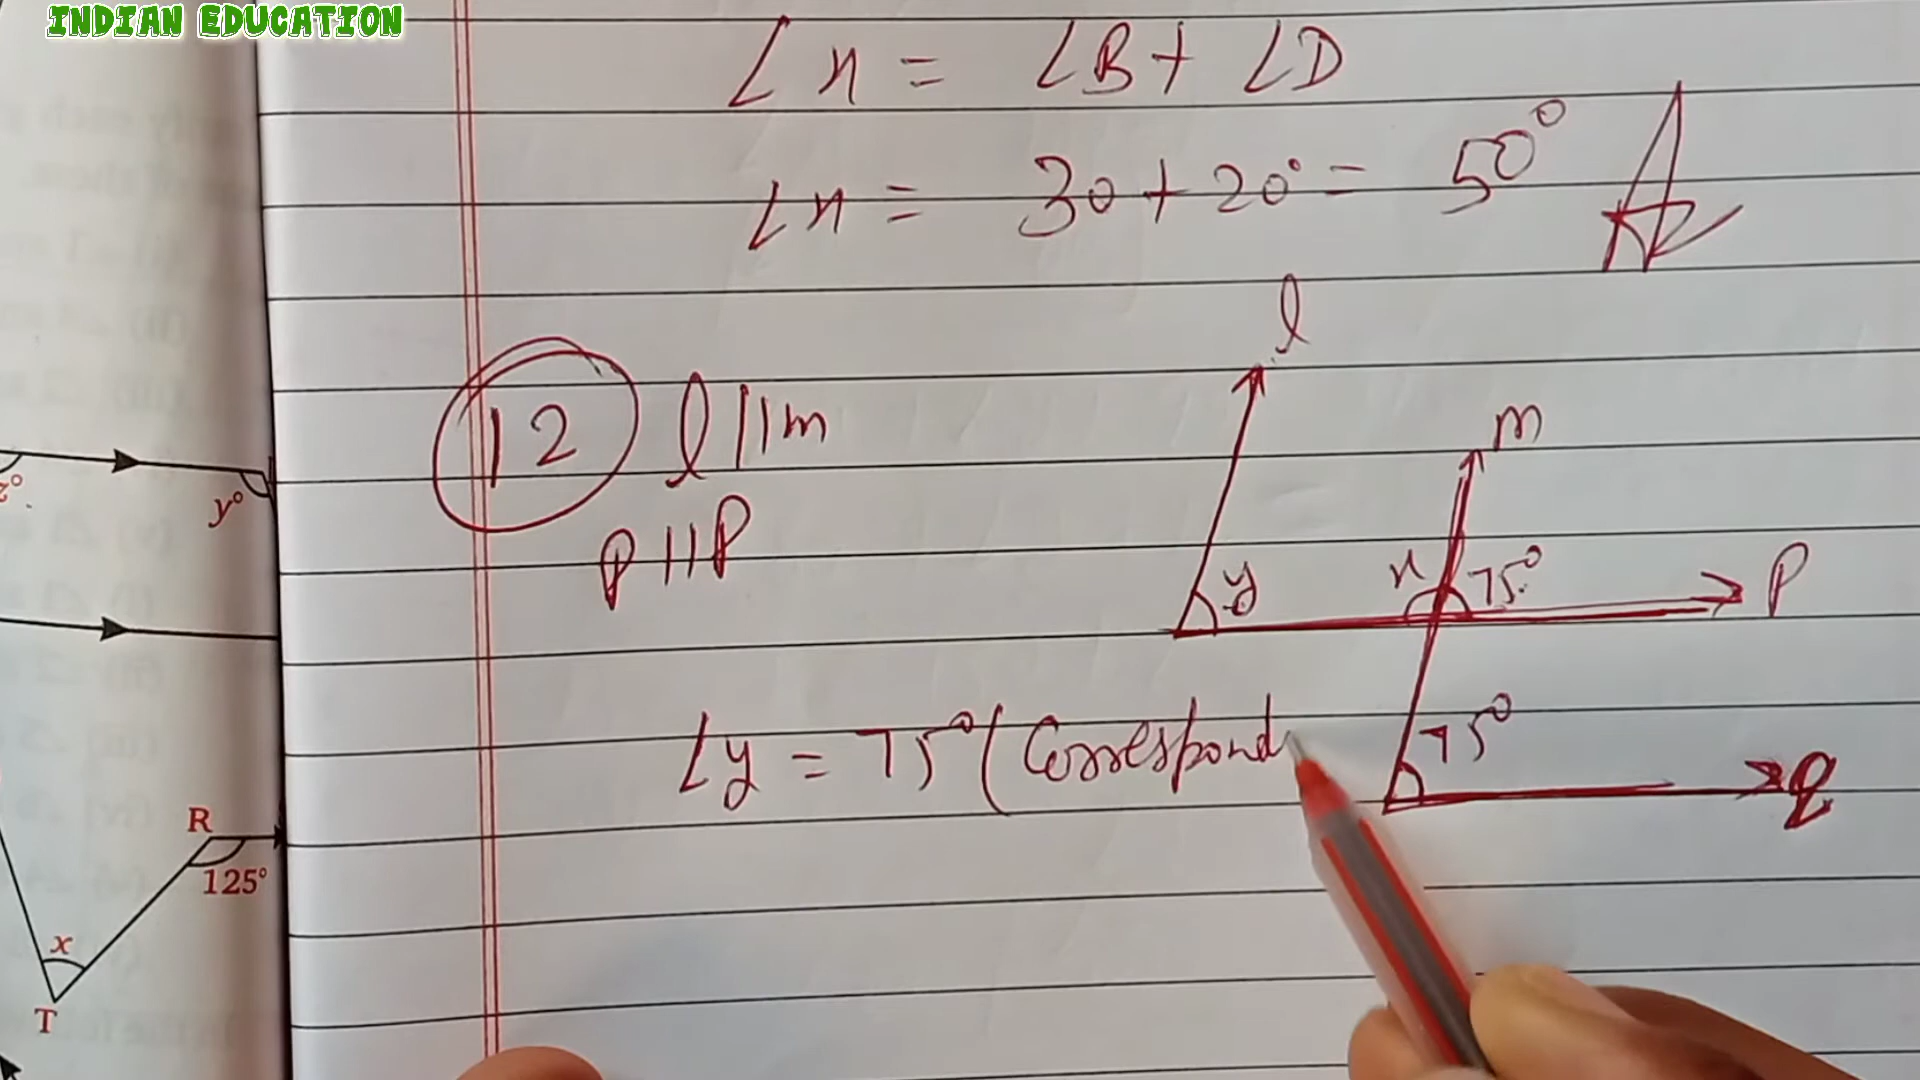 INDIAN EDUCATION
∠x = ∠B + ∠D
∠x = 30 + 20° = 50°
l
12 l || m
m
P || P
y x 75° P
∠y = 75° (Correspond
75°
q
z°
y°
R
125°
x
T